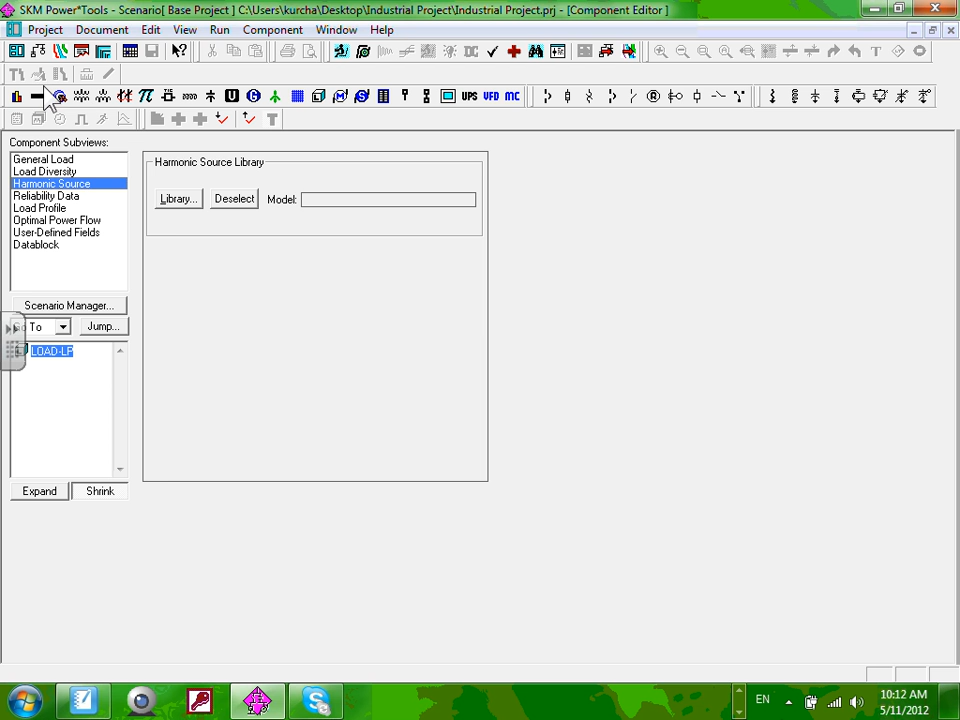 SKM Power*Tools - Scenario[ Base Project ] C:\Users\kurcha\Desktop\Industrial Project\Industrial Project.prj - [Component Editor ]
Project Document Edit View Run Component Window Help
UPS VFD MC
Component Subviews:
General Load
Load Diversity
Harmonic Source
Reliability Data
Load Profile
Optimal Power Flow
User-Defined Fields
Datablock
Harmonic Source Library
Library... Deselect Model:
Scenario Manager...
To Jump...
LOAD-LP
Expand Shrink
EN
10:12 AM
5/11/2012